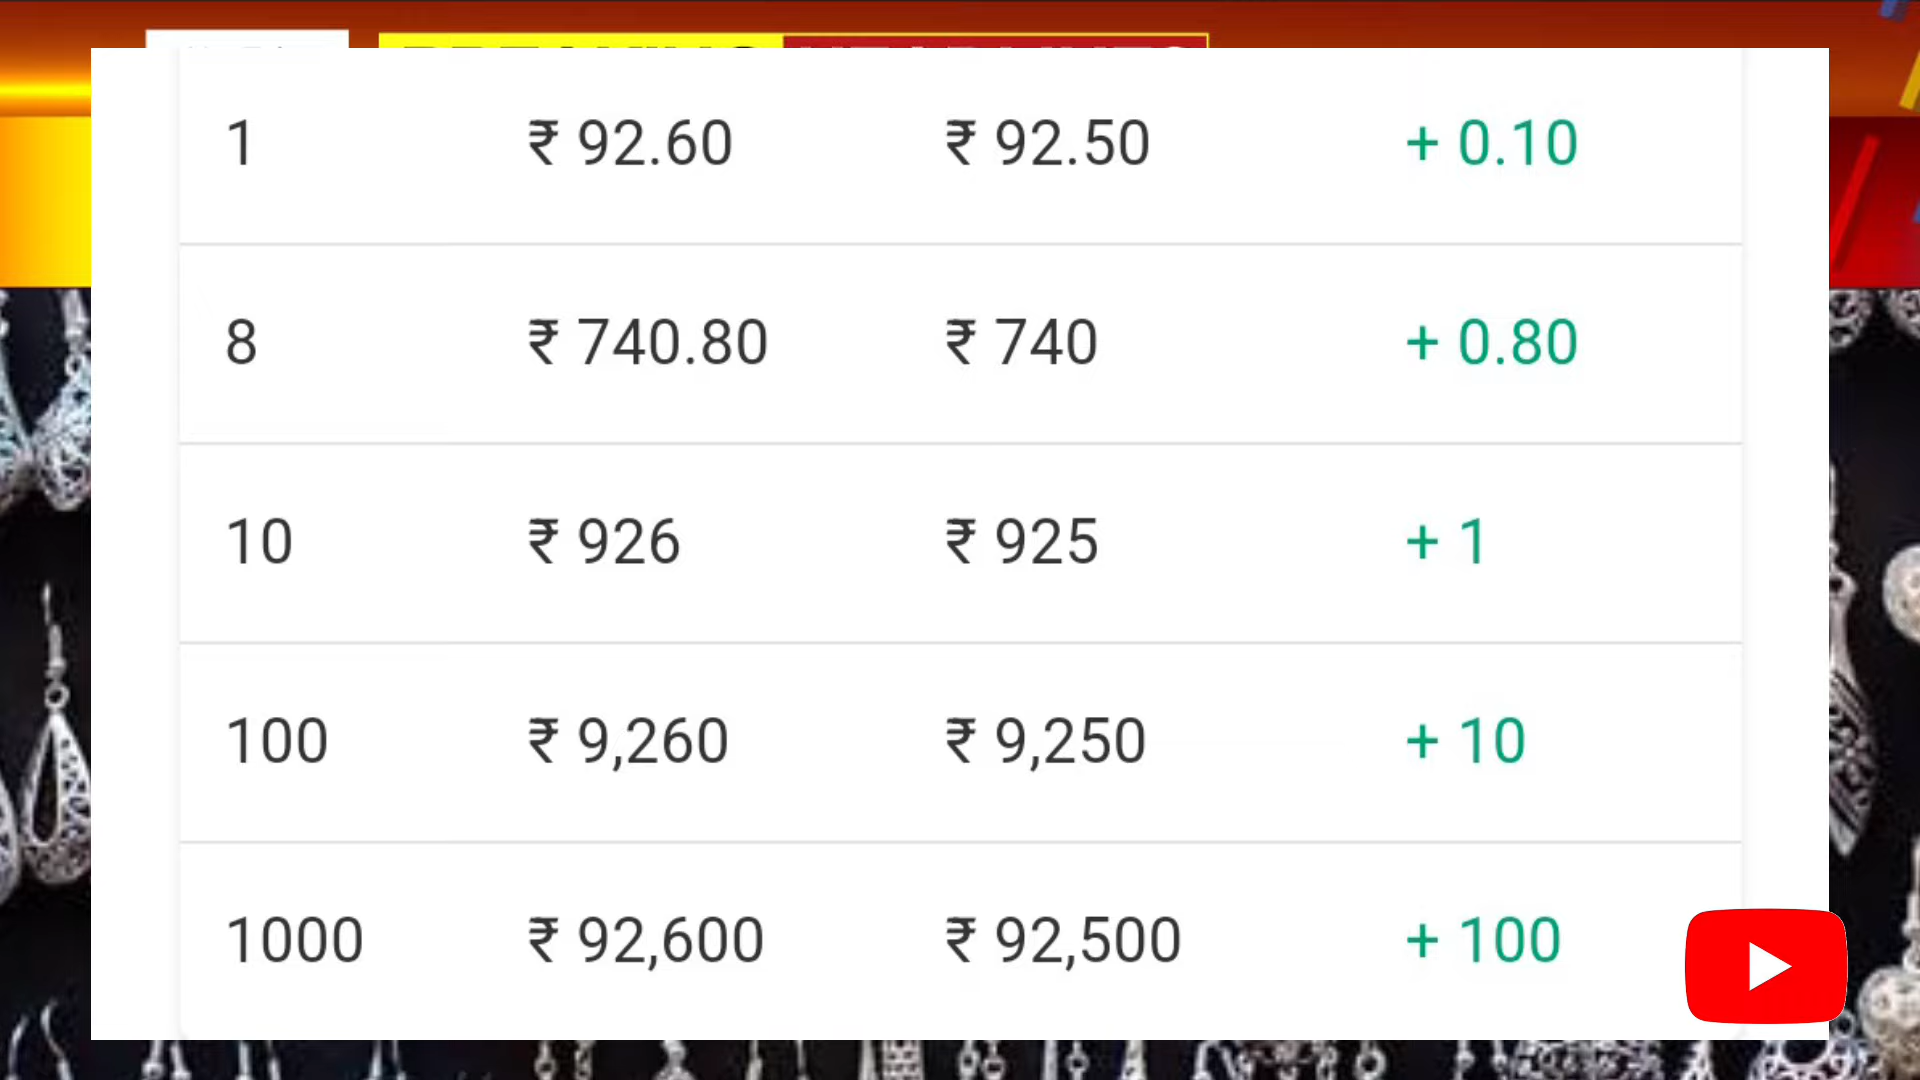 1 ₹ 92.60 ₹ 92.50 + 0.10
8 ₹ 740.80 ₹ 740 + 0.80
10 ₹ 926 ₹ 925 + 1
100 ₹ 9,260 ₹ 9,250 + 10
1000 ₹ 92,600 ₹ 92,500 + 100